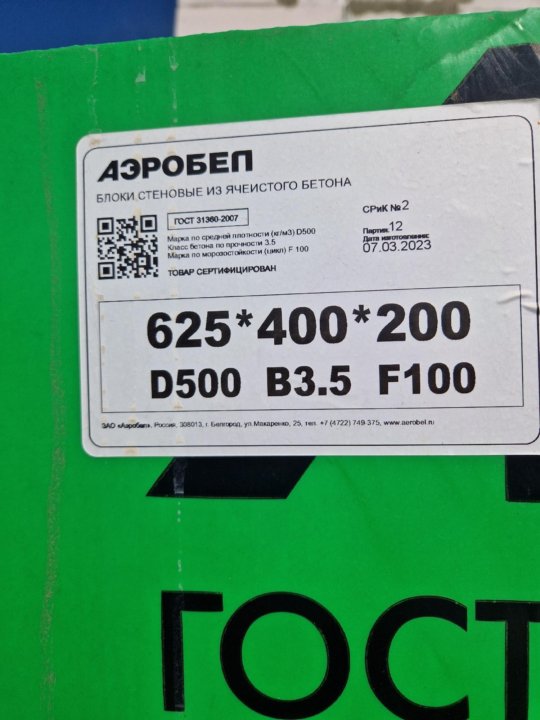 АЭРОБЕЛ
БЛОКИ СТЕНОВЫЕ ИЗ ЯЧЕИСТОГО БЕТОНА
ГОСТ 31360-2007
СРиК №2
Марка по средней плотности (кг/м3) D500
Класс бетона по прочности 3.5
Марка по морозостойкости (цикл) F 100
Партия: 12
Дата изготовления:
07.03.2023
ТОВАР СЕРТИФИЦИРОВАН
625*400*200
D500 B3.5 F100
ЗАО «Аэробел». Россия, 308013, г. Белгород, ул.Макаренко, 25, тел. +7 (4722) 749 375, www.aerobel.ru
ГОСТ